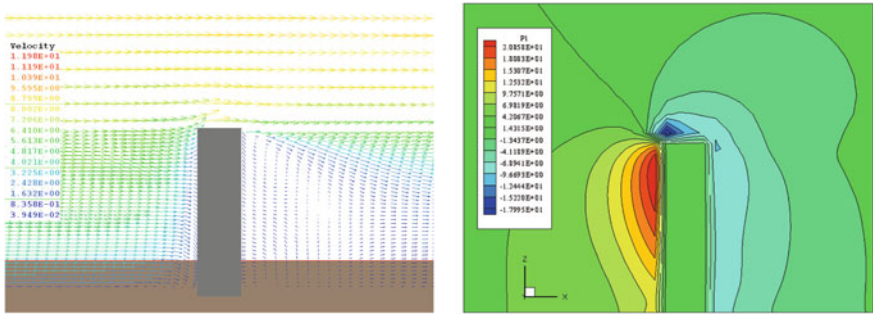 Velocity
1.198E+01
1.119E+01
1.039E+01
9.595E+00
8.799E+00
8.002E+00
7.206E+00
6.410E+00
5.613E+00
4.817E+00
4.021E+00
3.225E+00
2.428E+00
1.632E+00
8.358E-01
3.949E-02
P1
2.0858E+01
1.8083E+01
1.5307E+01
1.2532E+01
9.7571E+00
6.9819E+00
4.2067E+00
1.4315E+00
-1.3437E+00
-4.1189E+00
-6.8941E+00
-9.6693E+00
-1.2444E+01
-1.5220E+01
-1.7995E+01
Z
Y
X